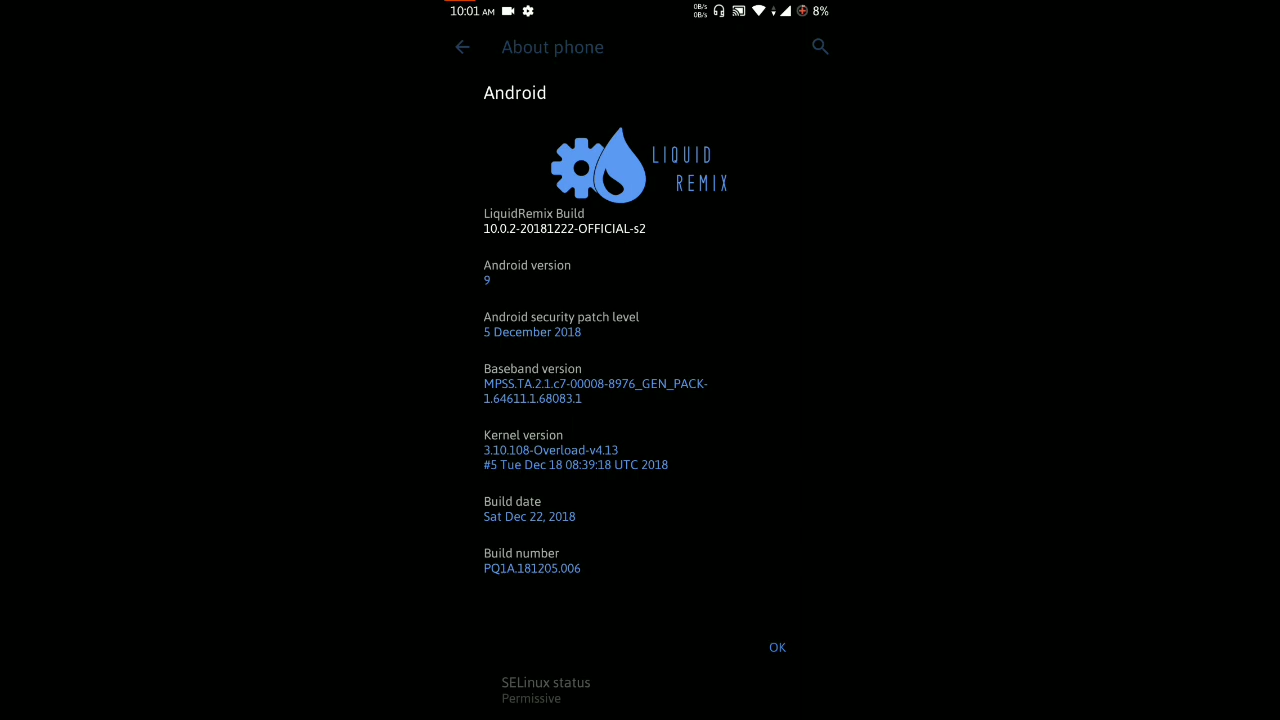 10:01 AM
0B/s
0B/s
8%
About phone
Android
LIQUID
REMIX
LiquidRemix Build
10.0.2-20181222-OFFICIAL-s2
Android version
9
Android security patch level
5 December 2018
Baseband version
MPSS.TA.2.1.c7-00008-8976_GEN_PACK-
1.64611.1.68083.1
Kernel version
3.10.108-Overload-v4.13
#5 Tue Dec 18 08:39:18 UTC 2018
Build date
Sat Dec 22, 2018
Build number
PQ1A.181205.006
OK
SELinux status
Permissive